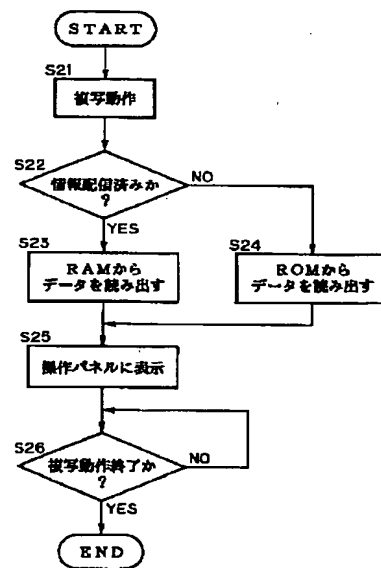 START
S21
複写動作
S22
情報配信済みか
?
NO
YES
S23
RAMから
データを読み出す
S24
ROMから
データを読み出す
S25
操作パネルに表示
S26
複写動作終了か
?
NO
YES
END